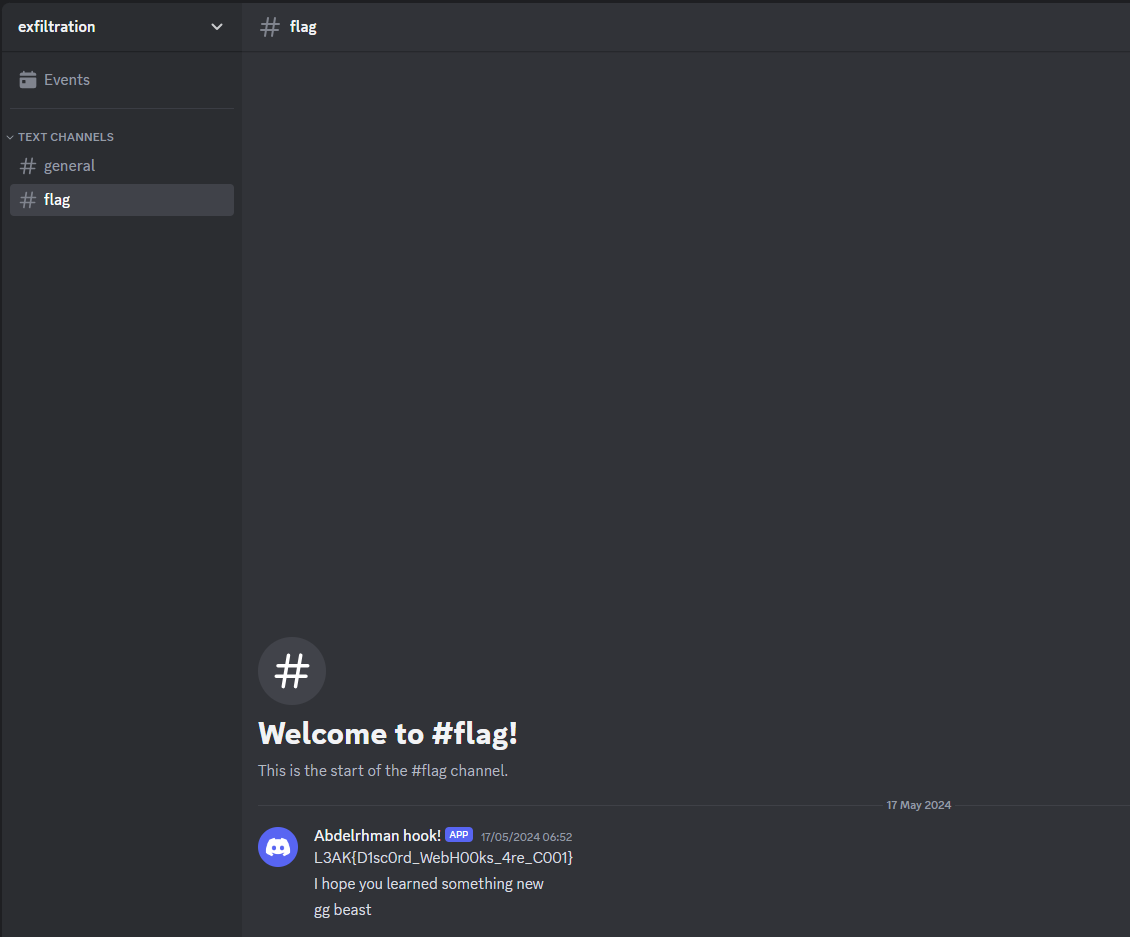 exfiltration
# flag
Events
TEXT CHANNELS
# general
# flag
#
Welcome to #flag!
This is the start of the #flag channel.
17 May 2024
Abdelrhman hook! APP 17/05/2024 06:52
L3AK{D1sc0rd_WebH00ks_4re_C001}
I hope you learned something new
gg beast